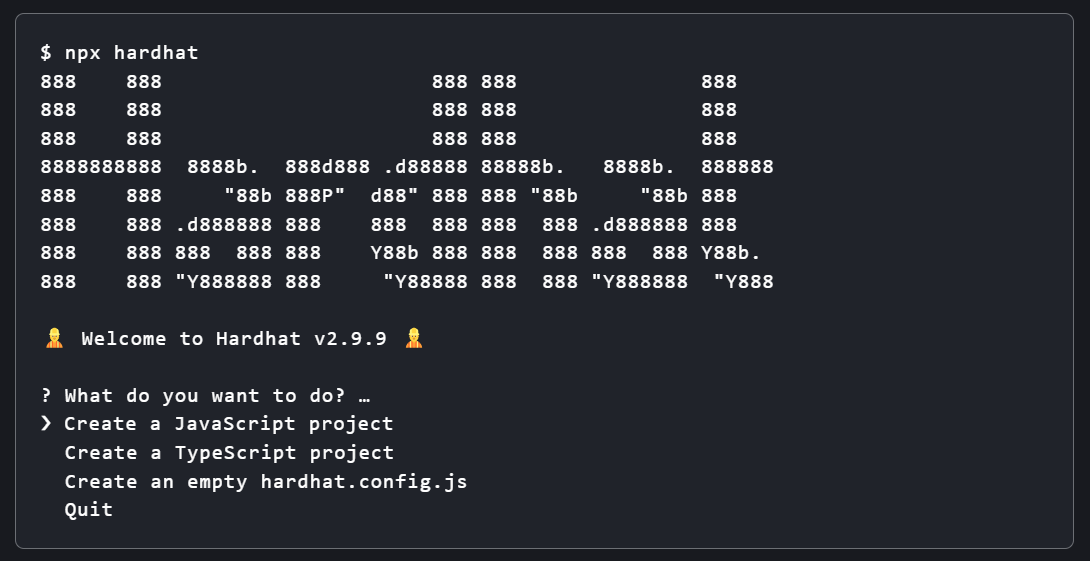 $ npx hardhat
888    888                      888 888               888
888    888                      888 888               888
888    888                      888 888               888
8888888888  8888b.  888d888 .d88888 88888b.   8888b.  888888
888    888     "88b 888P"  d88" 888 888 "88b     "88b 888
888    888 .d888888 888    888  888 888  888 .d888888 888
888    888 888  888 888    Y88b 888 888  888 888  888 Y88b.
888    888 "Y888888 888     "Y88888 888  888 "Y888888  "Y888
👷 Welcome to Hardhat v2.9.9 👷
? What do you want to do? …
❯ Create a JavaScript project
  Create a TypeScript project
  Create an empty hardhat.config.js
  Quit